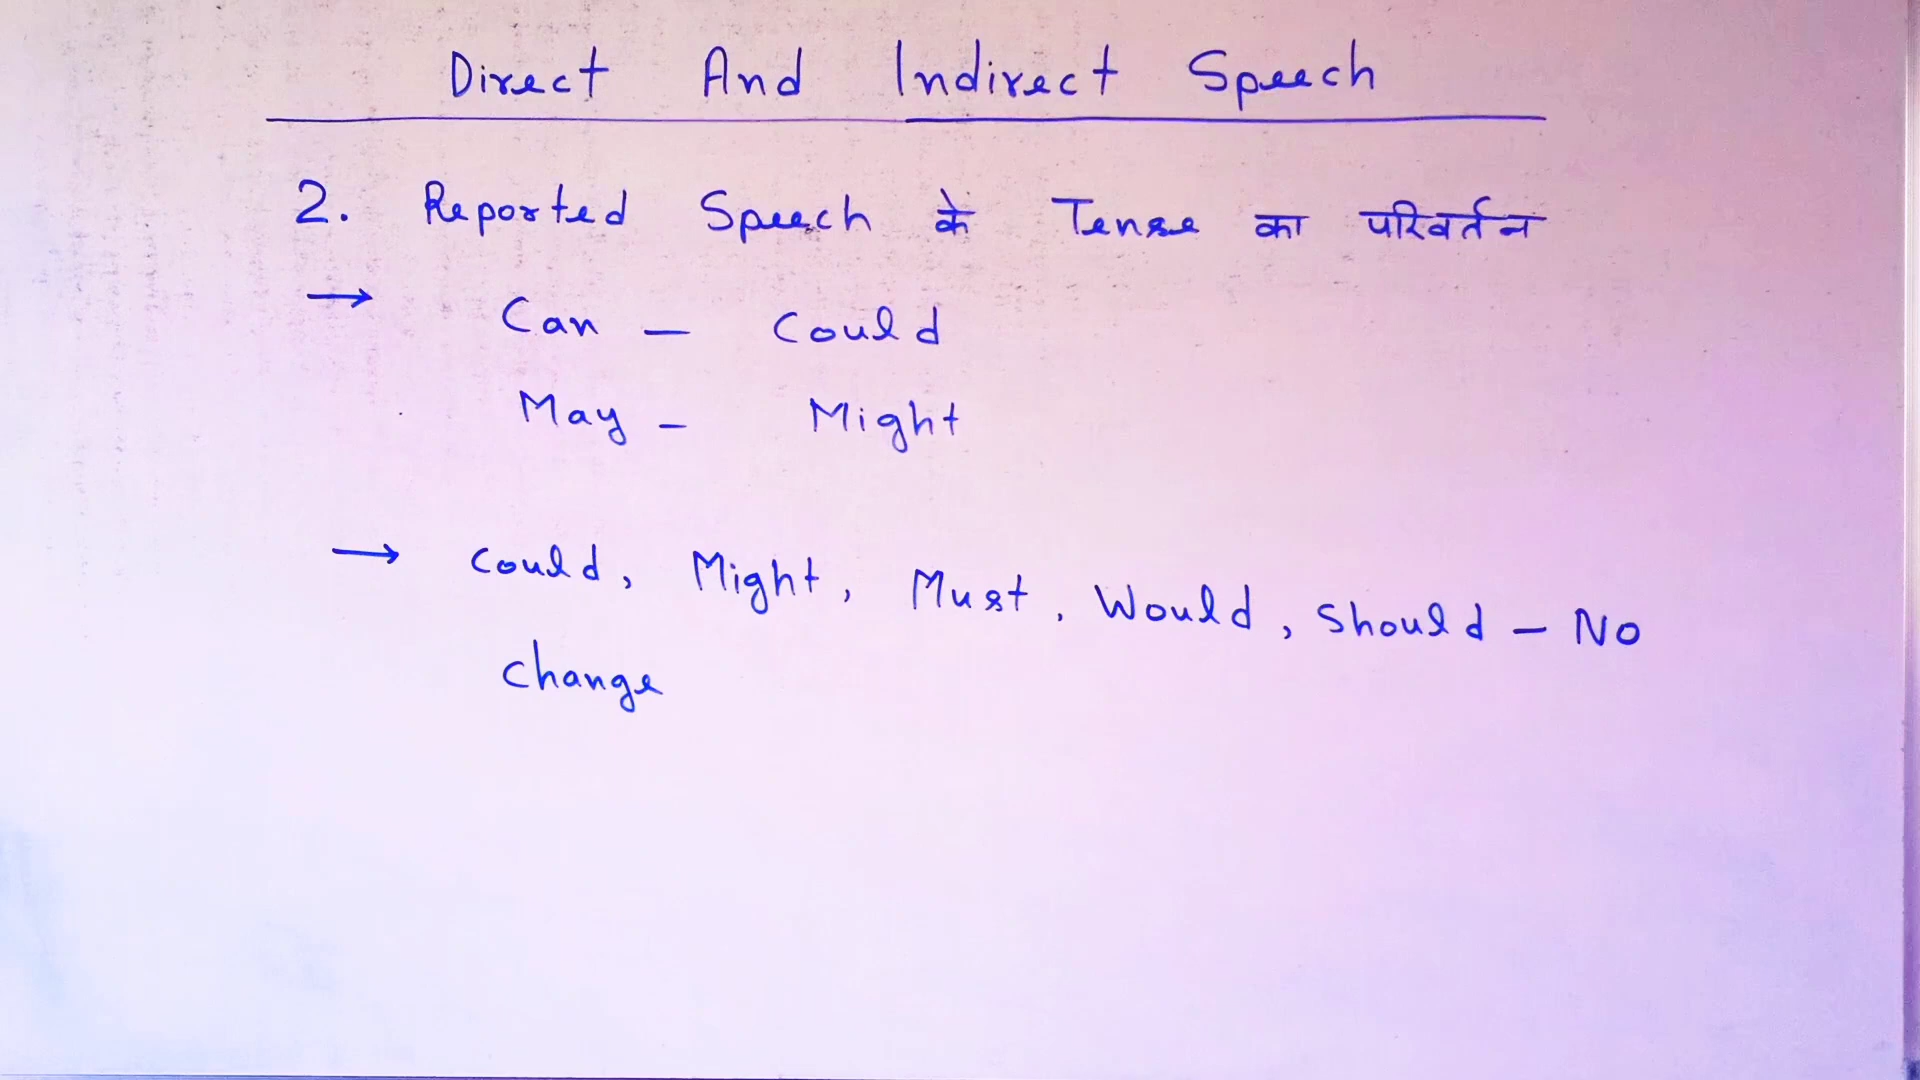 Direct And Indirect Speech
2. Reported Speech के Tense का परिवर्तन
→ Can – Could
May – Might
→ Could, Might, Must, Would, Should – No
change